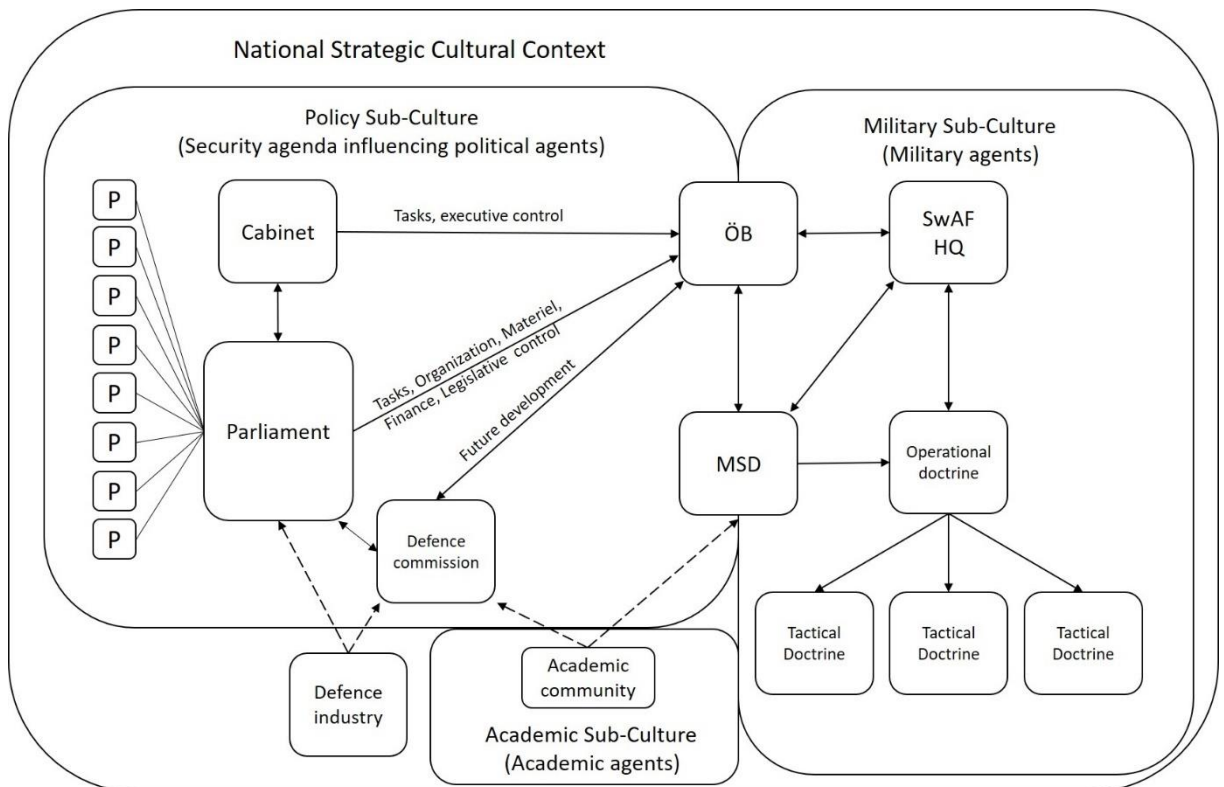 National Strategic Cultural Context
Policy Sub-Culture
(Security agenda influencing political agents)
Military Sub-Culture
(Military agents)
P
P
P
P
P
P
P
P
Cabinet
Tasks, executive control
ÖB
SwAF
HQ
Parliament
Tasks, Organization, Materiel,
Finance, Legislative control
Future development
MSD
Operational
doctrine
Defence
commission
Tactical
Doctrine
Tactical
Doctrine
Tactical
Doctrine
Defence
industry
Academic
community
Academic Sub-Culture
(Academic agents)